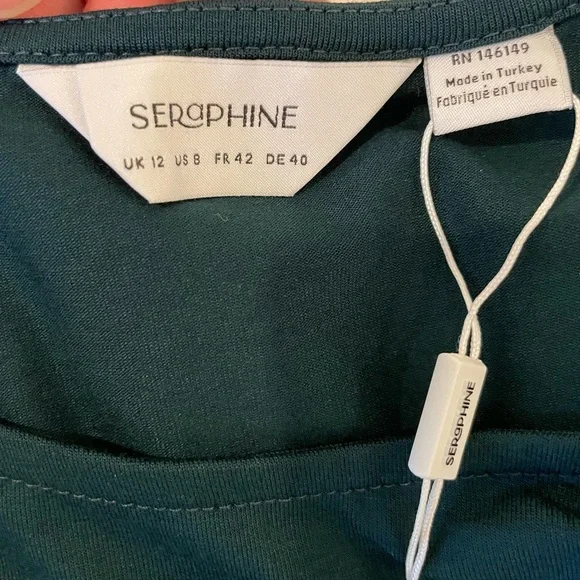 SERaPHINE
UK 12 US 8 FR 42 DE 40
RN 146149
Made in Turkey
Fabriqué en Turquie
SERaPHINE